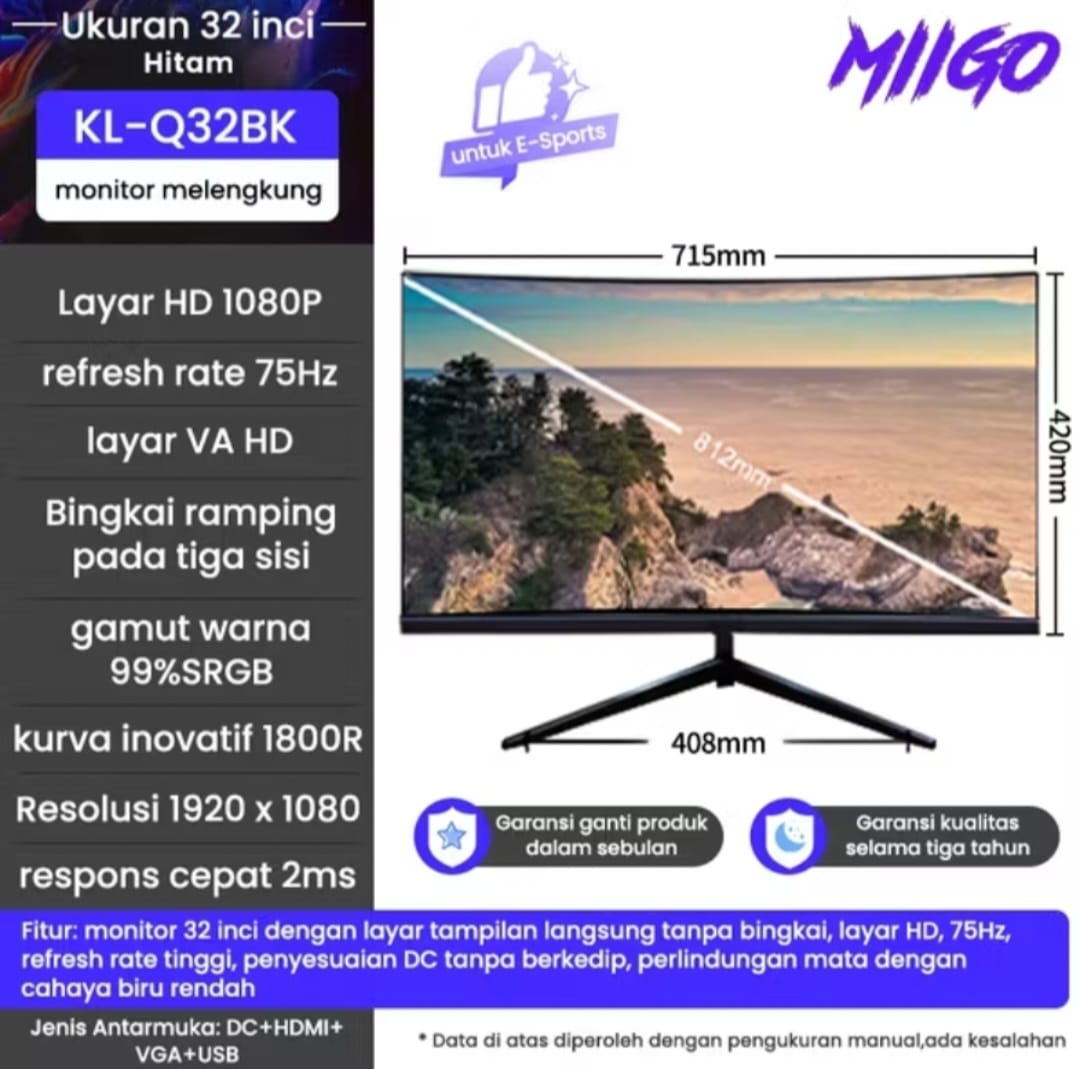 Ukuran 32 inci
Hitam
KL-Q32BK
monitor melengkung
Layar HD 1080P
refresh rate 75Hz
layar VA HD
Bingkai ramping
pada tiga sisi
gamut warna
99%SRGB
kurva inovatif 1800R
Resolusi 1920 x 1080
respons cepat 2ms
MIIGO
untuk E-Sports
715mm
812mm
420mm
408mm
Garansi ganti produk
dalam sebulan
Garansi kualitas
selama tiga tahun
Fitur: monitor 32 inci dengan layar tampilan langsung tanpa bingkai, layar HD, 75Hz,
refresh rate tinggi, penyesuaian DC tanpa berkedip, perlindungan mata dengan
cahaya biru rendah
Jenis Antarmuka: DC+HDMI+
VGA+USB
* Data di atas diperoleh dengan pengukuran manual,ada kesalahan